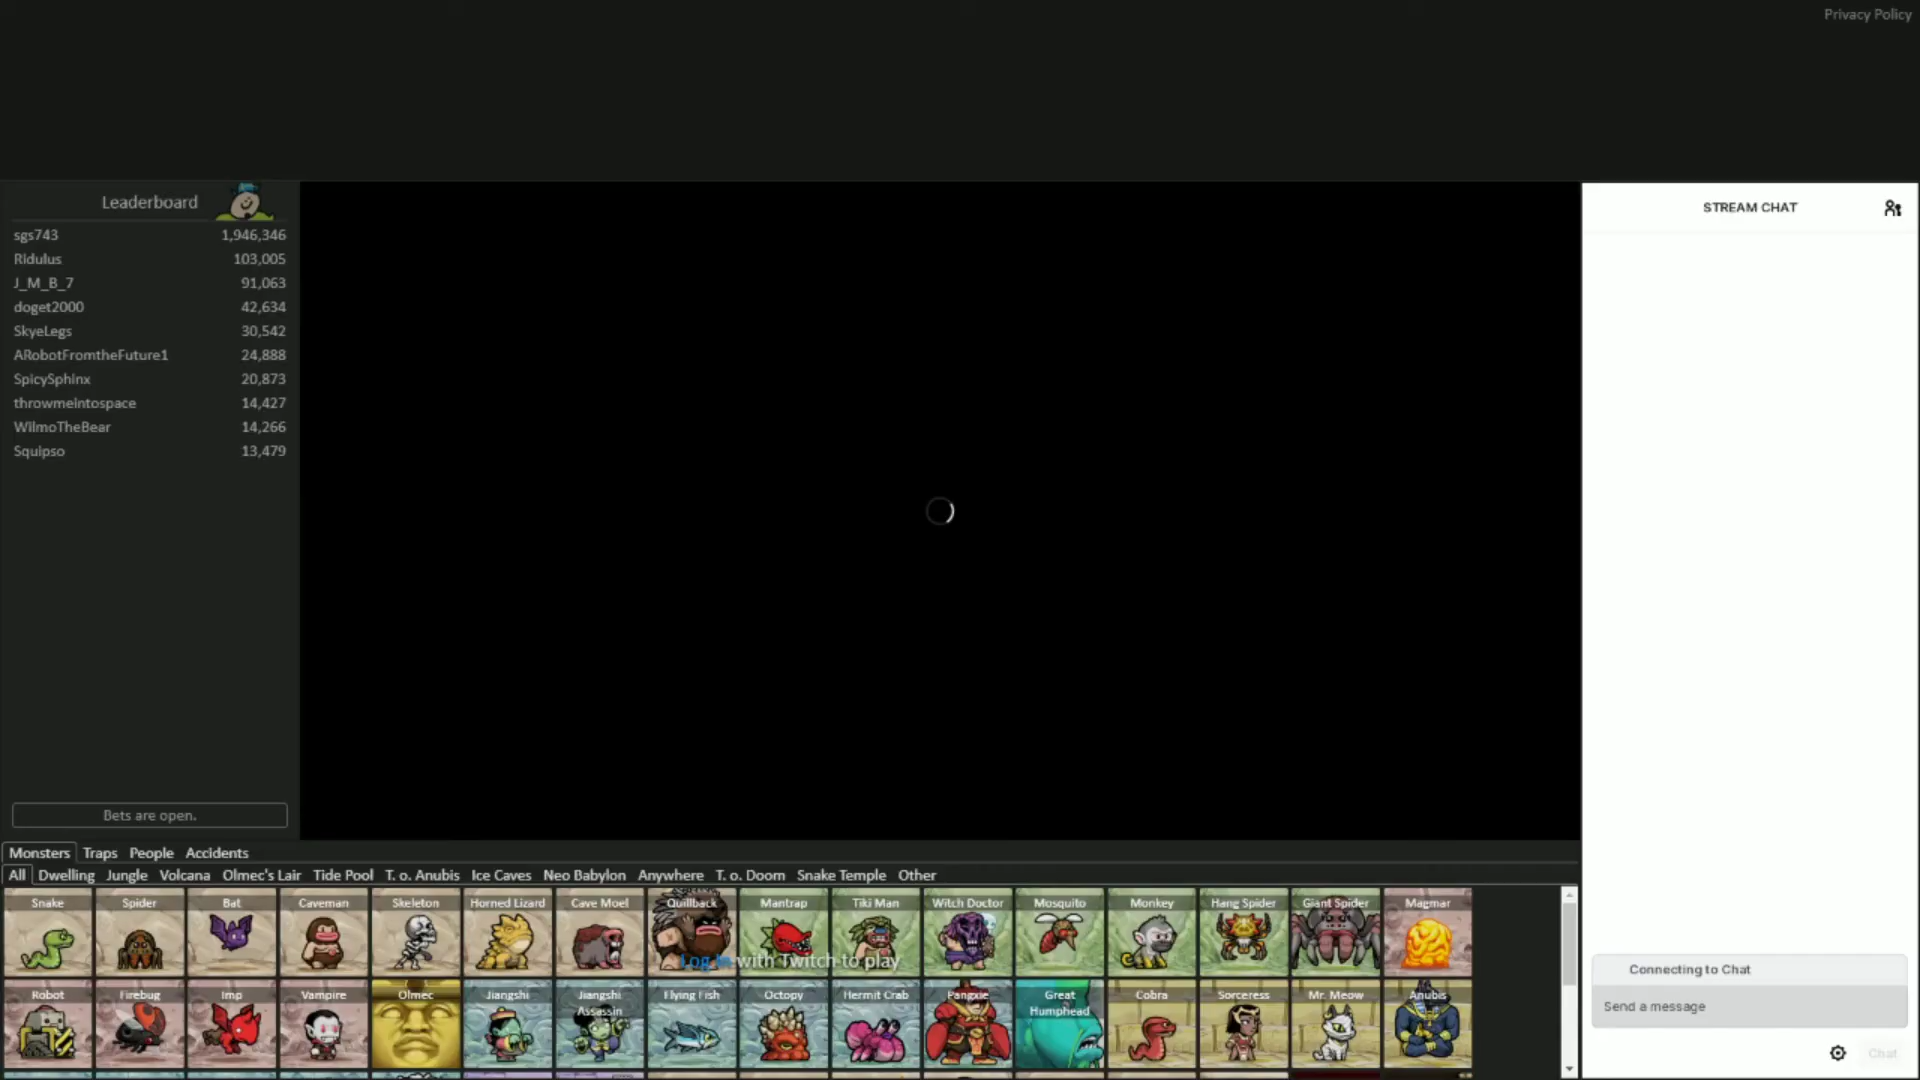 Privacy Policy
Leaderboard
sgs743 1,946,346
Ridulus 103,005
J_M_B_7 91,063
doget2000 42,634
SkyeLegs 30,542
ARobotFromtheFuture1 24,888
SpicySphinx 20,873
throwmeintospace 14,427
WilmoTheBear 14,266
Squipso 13,479
Bets are open.
STREAM CHAT
Monsters Traps People Accidents
All Dwelling Jungle Volcana Olmec's Lair Tide Pool T. o. Anubis Ice Caves Neo Babylon Anywhere T. o. Doom Snake Temple Other
Snake Spider Bat Caveman Skeleton Horned Lizard Cave Moel Quillback Mantrap Tiki Man Witch Doctor Mosquito Monkey Hang Spider Giant Spider Magmar
Log in with Twitch to play
Robot Firebug Imp Vampire Olmec Jiangshi Jiangshi Assassin Flying Fish Octopy Hermit Crab Pangxie Great Humphead Cobra Sorceress Mr. Meow Anubis
Connecting to Chat
Send a message
Chat